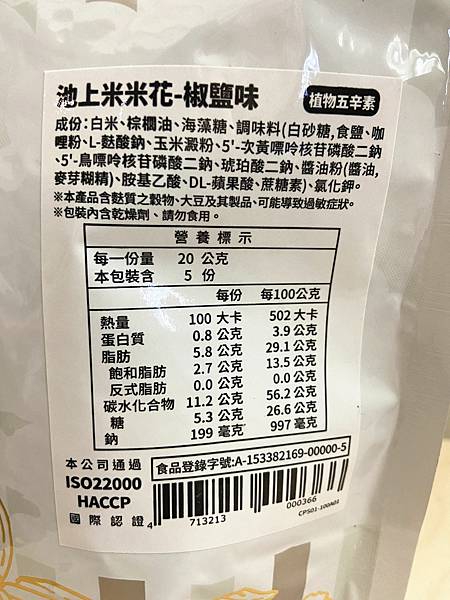 池上米米花-椒鹽味 植物五辛素
成份:白米、棕櫚油、海藻糖、調味料(白砂糖,食鹽、咖
哩粉、L-麩酸鈉、玉米澱粉、5'-次黃嘌呤核苷磷酸二鈉
、5'-鳥嘌呤核苷磷酸二鈉、琥珀酸二鈉、醬油粉(醬油,
麥芽糊精)、胺基乙酸、DL-蘋果酸、蔗糖素)、氯化鉀。
※本產品含麩質之穀物、大豆及其製品、可能導致過敏症狀。
※包裝內含乾燥劑、請勿食用。
營養標示
每一份量 20 公克
本包裝含 5 份
每份 每100公克
熱量 100 大卡 502 大卡
蛋白質 0.8 公克 3.9 公克
脂肪 5.8 公克 29.1 公克
飽和脂肪 2.7 公克 13.5 公克
反式脂肪 0.0 公克 0.0 公克
碳水化合物 11.2 公克 56.2 公克
糖 5.3 公克 26.6 公克
鈉 199 毫克 997 毫克
本公司通過 食品登錄字號:A-153382169-00000-5
ISO22000
HACCP
國際認證
4 713213 000366
CPS01-100A01